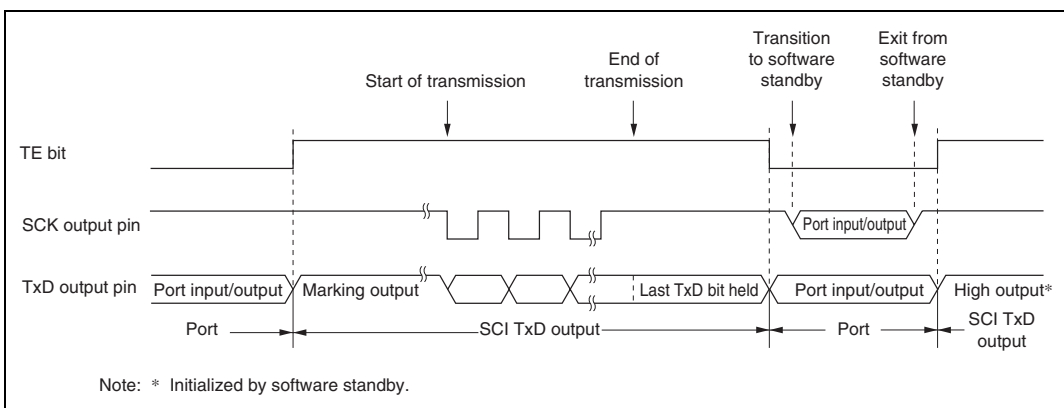 Transition
to software
standby
Exit from
software
standby
Start of transmission
End of
transmission
TE bit
SCK output pin
Port input/output
TxD output pin
Port input/output
Marking output
Last TxD bit held
Port input/output
High output*
Port
SCI TxD output
Port
SCI TxD
output
Note: * Initialized by software standby.